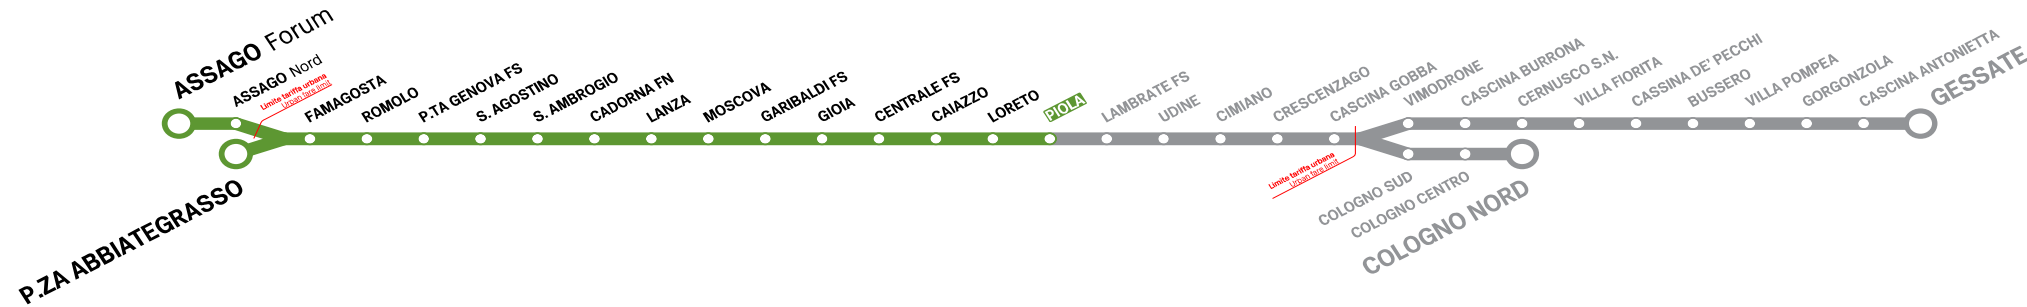 ASSAGO Forum
ASSAGO Nord
Limite tariffa urbana
Urban fare limit
FAMAGOSTA
ROMOLO
P.TA GENOVA FS
S. AGOSTINO
S. AMBROGIO
CADORNA FN
LANZA
MOSCOVA
GARIBALDI FS
GIOIA
CENTRALE FS
CAIAZZO
LORETO
PIOLA
LAMBRATE FS
UDINE
CIMIANO
CRESCENZAGO
CASCINA GOBBA
VIMODRONE
CASCINA BURRONA
CERNUSCO S.N.
VILLA FIORITA
CASSINA DE' PECCHI
BUSSERO
VILLA POMPEA
GORGONZOLA
CASCINA ANTONIETTA
GESSATE
P.ZA ABBIATEGRASSO
Limite tariffa urbana
Urban fare limit
COLOGNO SUD
COLOGNO CENTRO
COLOGNO NORD